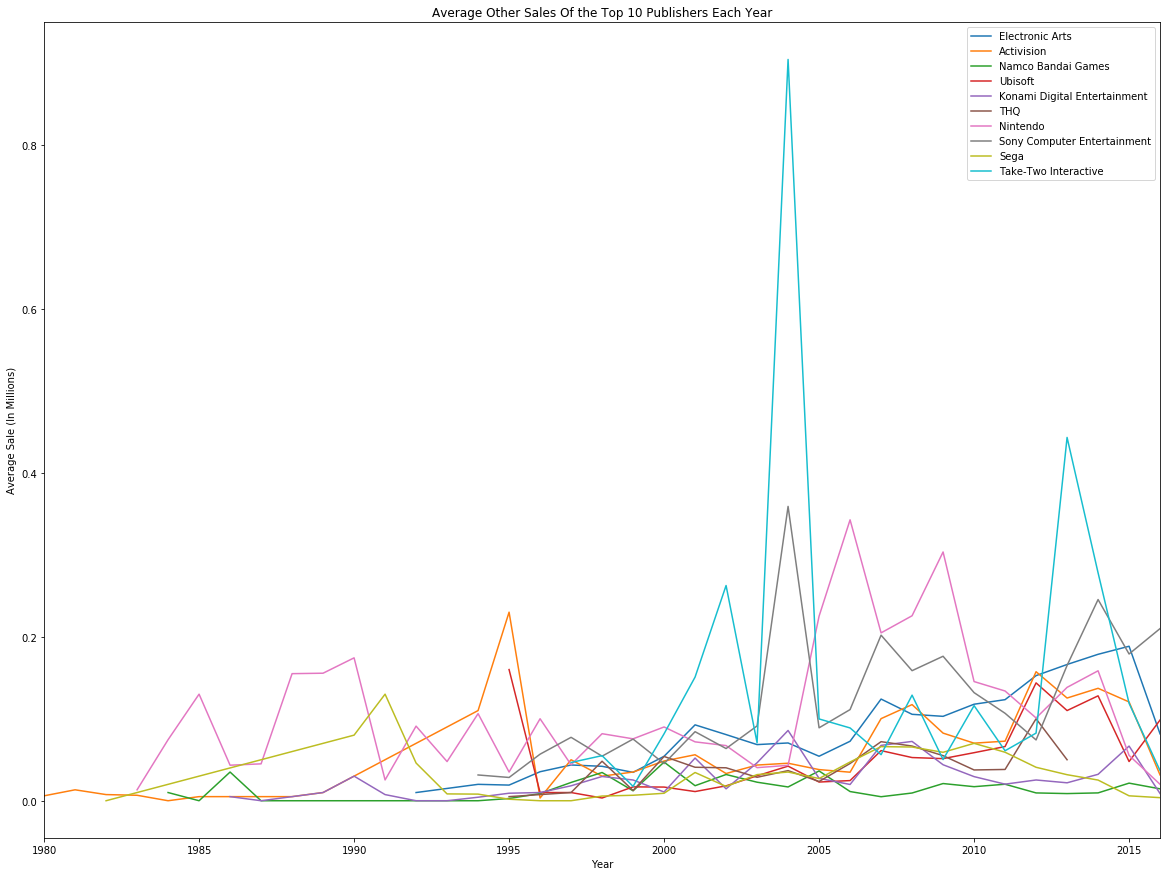 Average Other Sales Of the Top 10 Publishers Each Year
Electronic Arts
Activision
Namco Bandai Games
Ubisoft
Konami Digital Entertainment
THQ
Nintendo
Sony Computer Entertainment
Sega
Take-Two Interactive
Average Sale (In Millions)
0.8
0.6
0.4
0.2
0.0
1980 1985 1990 1995 2000 2005 2010 2015
Year